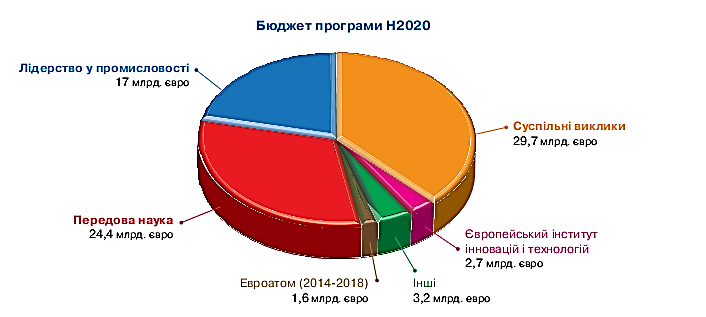 Бюджет програми H2020
Лідерство у промисловості
17 млрд. євро
Суспільні виклики
29,7 млрд. євро
Передова наука
24,4 млрд. євро
Європейський інститут
інновацій і технологій
2,7 млрд. євро
Евроатом (2014-2018)
1,6 млрд. євро
Інші
3,2 млрд. євро